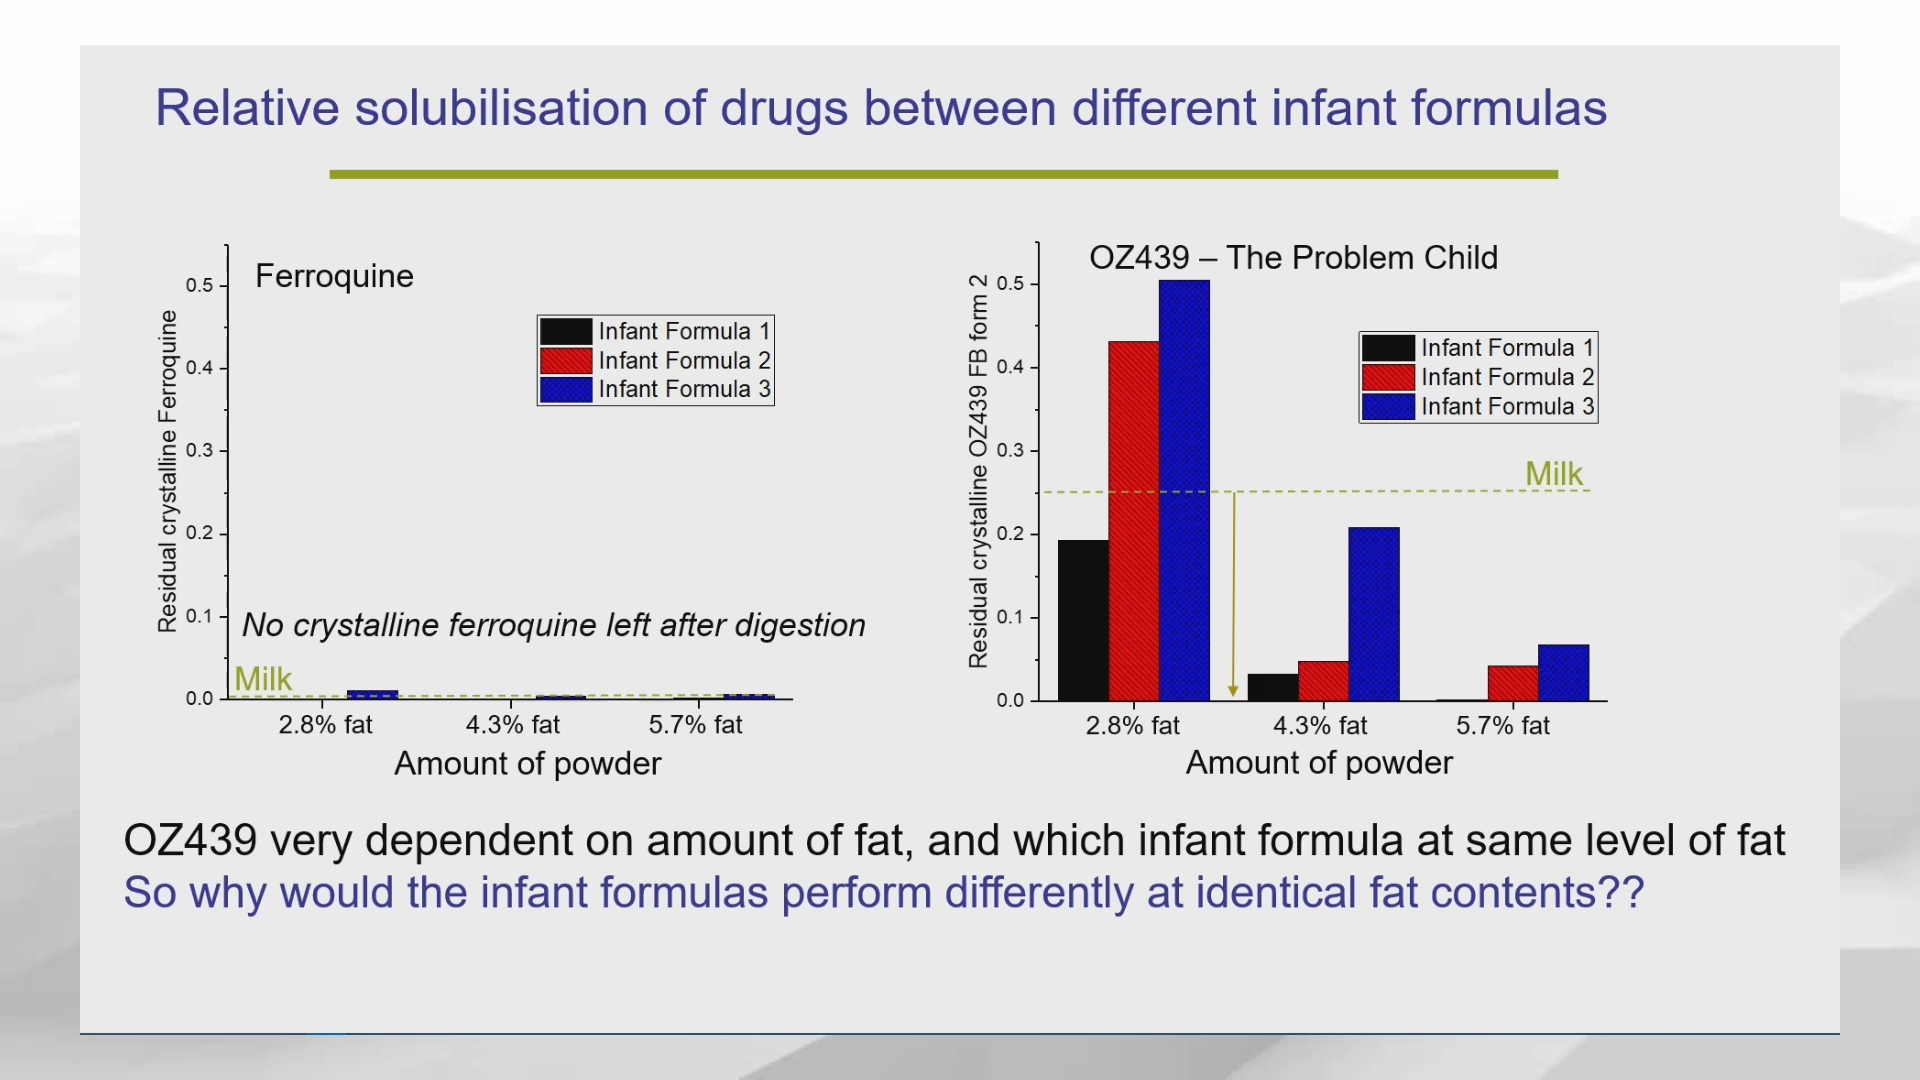 Relative solubilisation of drugs between different infant formulas
Ferroquine
Residual crystalline Ferroquine
0.5
0.4
0.3
0.2
0.1
0.0
Infant Formula 1
Infant Formula 2
Infant Formula 3
No crystalline ferroquine left after digestion
Milk
2.8% fat
4.3% fat
5.7% fat
Amount of powder
OZ439 – The Problem Child
Residual crystalline OZ439 FB form 2
0.5
0.4
0.3
0.2
0.1
0.0
Infant Formula 1
Infant Formula 2
Infant Formula 3
Milk
2.8% fat
4.3% fat
5.7% fat
Amount of powder
OZ439 very dependent on amount of fat, and which infant formula at same level of fat
So why would the infant formulas perform differently at identical fat contents??